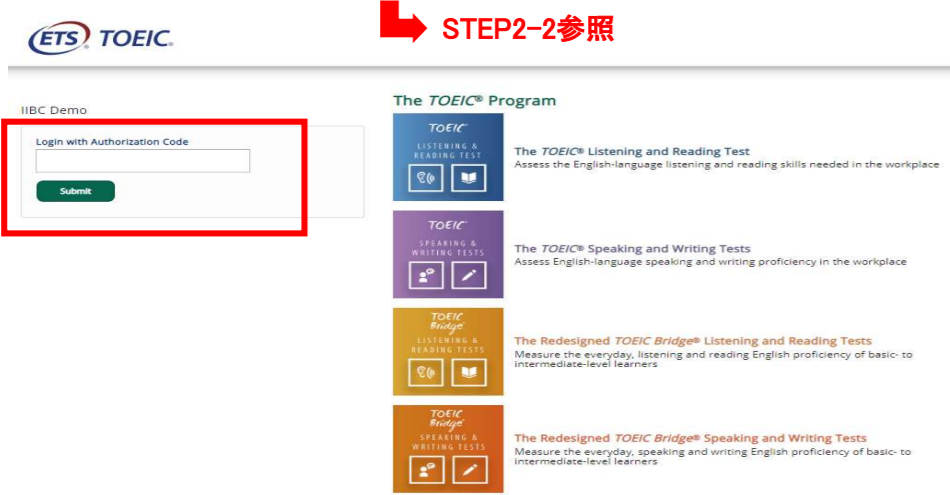 STEP2-2参照
ETS® TOEIC®
IIBC Demo
Login with Authorization Code
Submit
The TOEIC® Program
TOEIC
LISTENING &
READING TEST
The TOEIC® Listening and Reading Test
Assess the English-language listening and reading skills needed in the workplace
TOEIC
SPEAKING &
WRITING TESTS
The TOEIC® Speaking and Writing Tests
Assess English-language speaking and writing proficiency in the workplace
TOEIC
Bridge
LISTENING &
READING TESTS
The Redesigned TOEIC Bridge® Listening and Reading Tests
Measure the everyday, listening and reading English proficiency of basic- to
intermediate-level learners
TOEIC
Bridge
SPEAKING &
WRITING TESTS
The Redesigned TOEIC Bridge® Speaking and Writing Tests
Measure the everyday, speaking and writing English proficiency of basic- to
intermediate-level learners